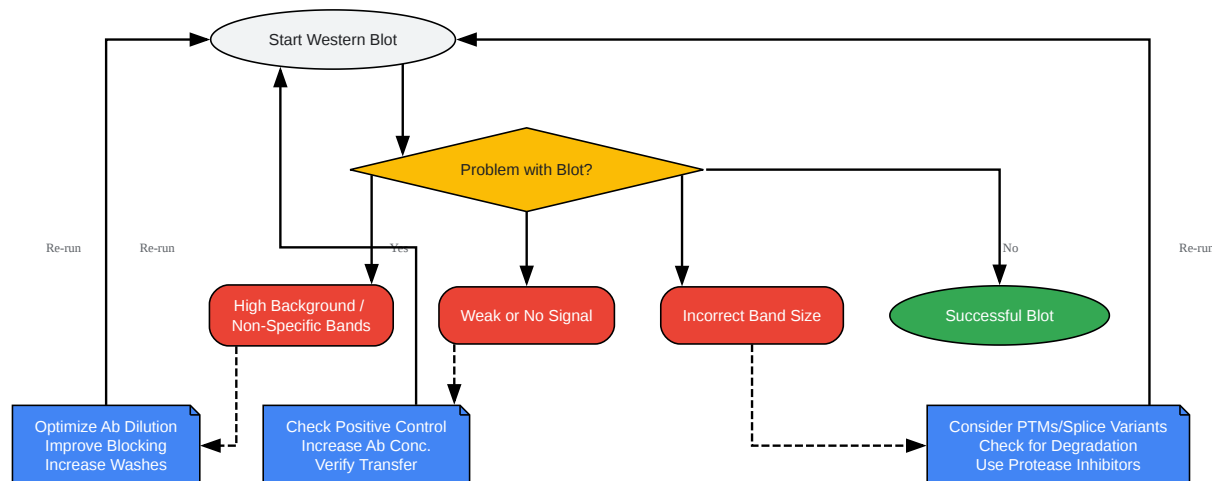 Start Western Blot
Problem with Blot?
Re-run
Re-run
Yes
No
Re-run
High Background /
Non-Specific Bands
Weak or No Signal
Incorrect Band Size
Successful Blot
Optimize Ab Dilution
Improve Blocking
Increase Washes
Check Positive Control
Increase Ab Conc.
Verify Transfer
Consider PTMs/Splice Variants
Check for Degradation
Use Protease Inhibitors